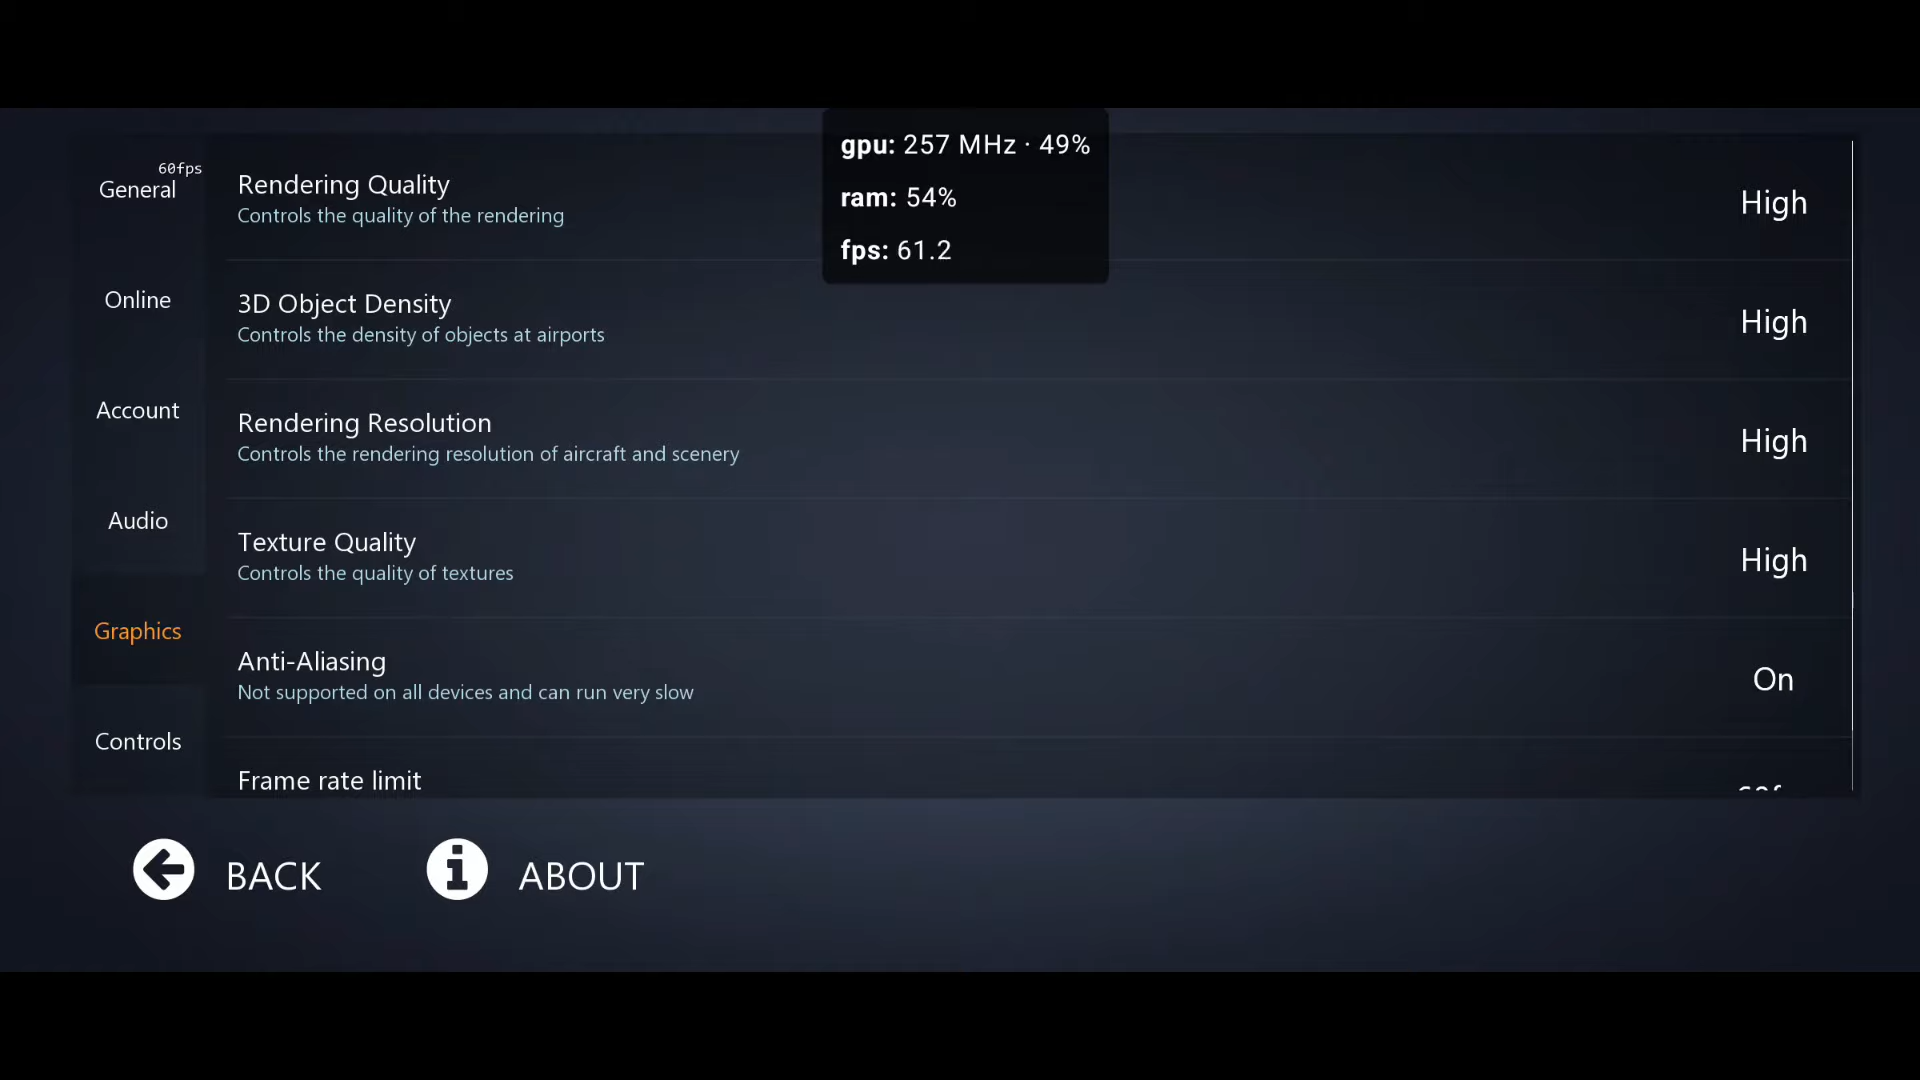 gpu: 257 MHz · 49%
ram: 54%
fps: 61.2
60fps
General
Online
Account
Audio
Graphics
Controls
Rendering Quality
Controls the quality of the rendering
High
3D Object Density
Controls the density of objects at airports
High
Rendering Resolution
Controls the rendering resolution of aircraft and scenery
High
Texture Quality
Controls the quality of textures
High
Anti-Aliasing
Not supported on all devices and can run very slow
On
Frame rate limit
BACK
ABOUT